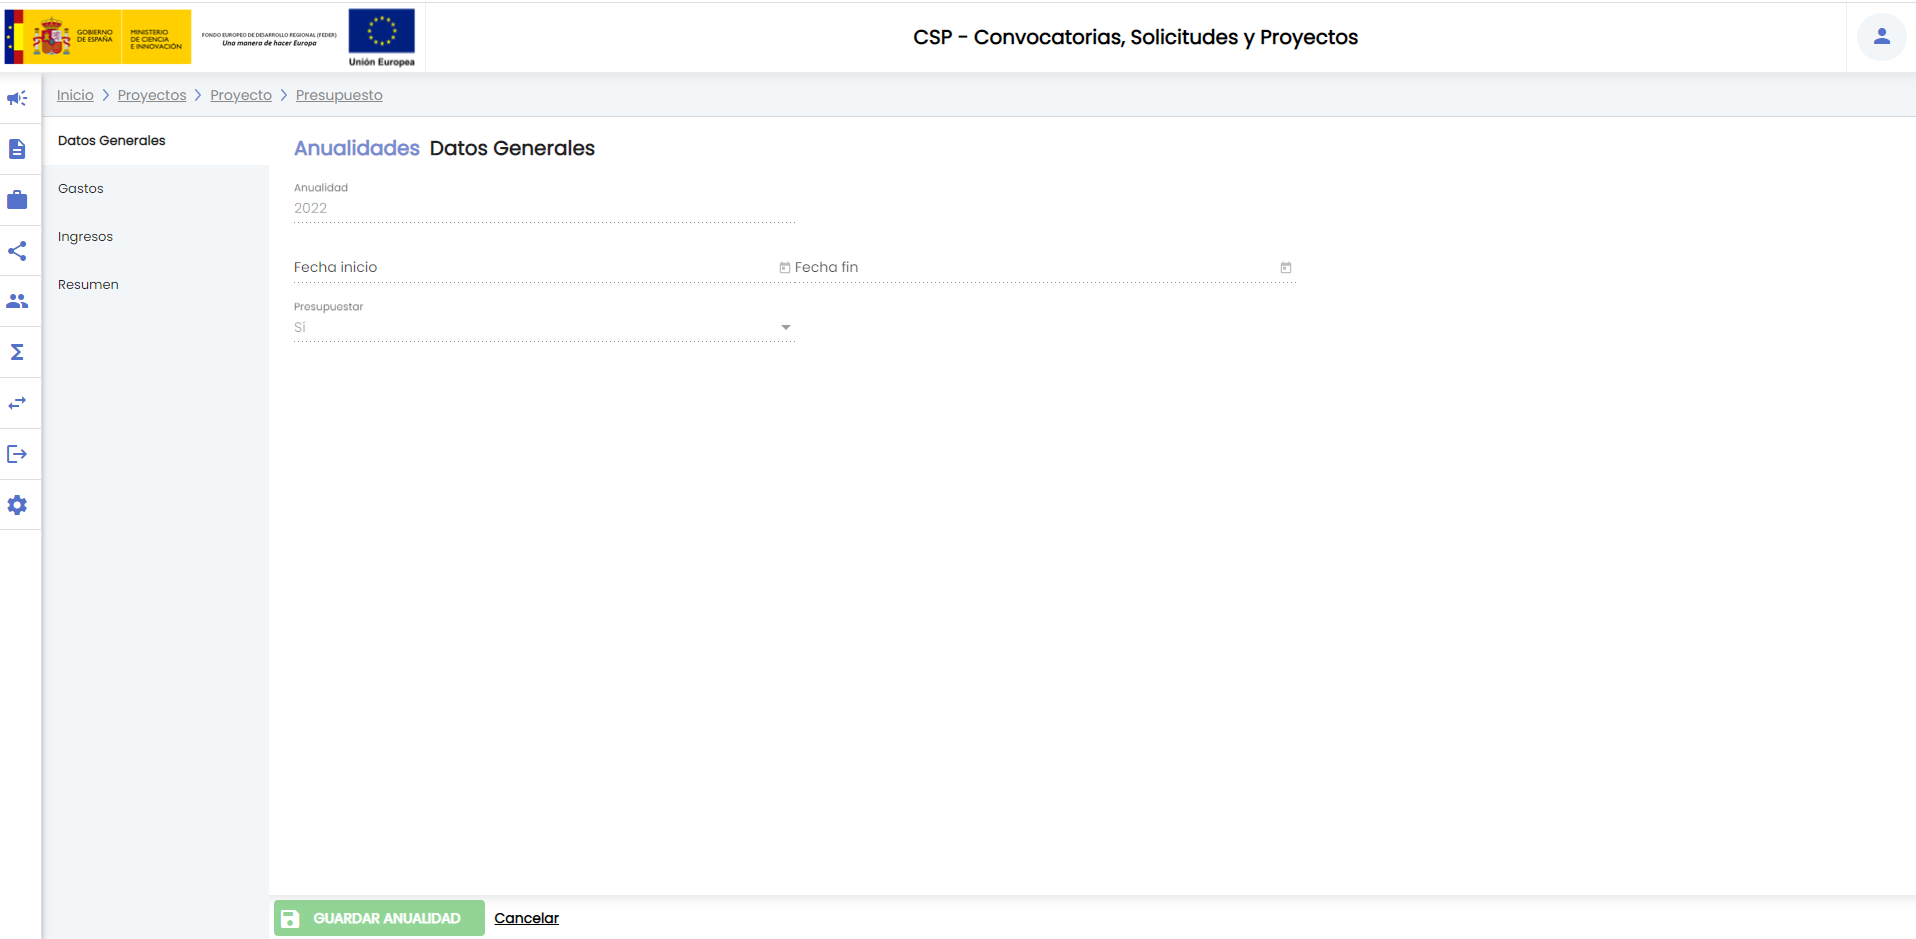 GOBIERNO
DE ESPAÑA
MINISTERIO
DE CIENCIA
E INNOVACIÓN
FONDO EUROPEO DE DESARROLLO REGIONAL (FEDER)
Una manera de hacer Europa
Unión Europea
CSP - Convocatorias, Solicitudes y Proyectos
Inicio > Proyectos > Proyecto > Presupuesto
Datos Generales
Gastos
Ingresos
Resumen
Anualidades Datos Generales
Anualidad
2022
Fecha inicio
Fecha fin
Presupuestar
Sí
GUARDAR ANUALIDAD
Cancelar